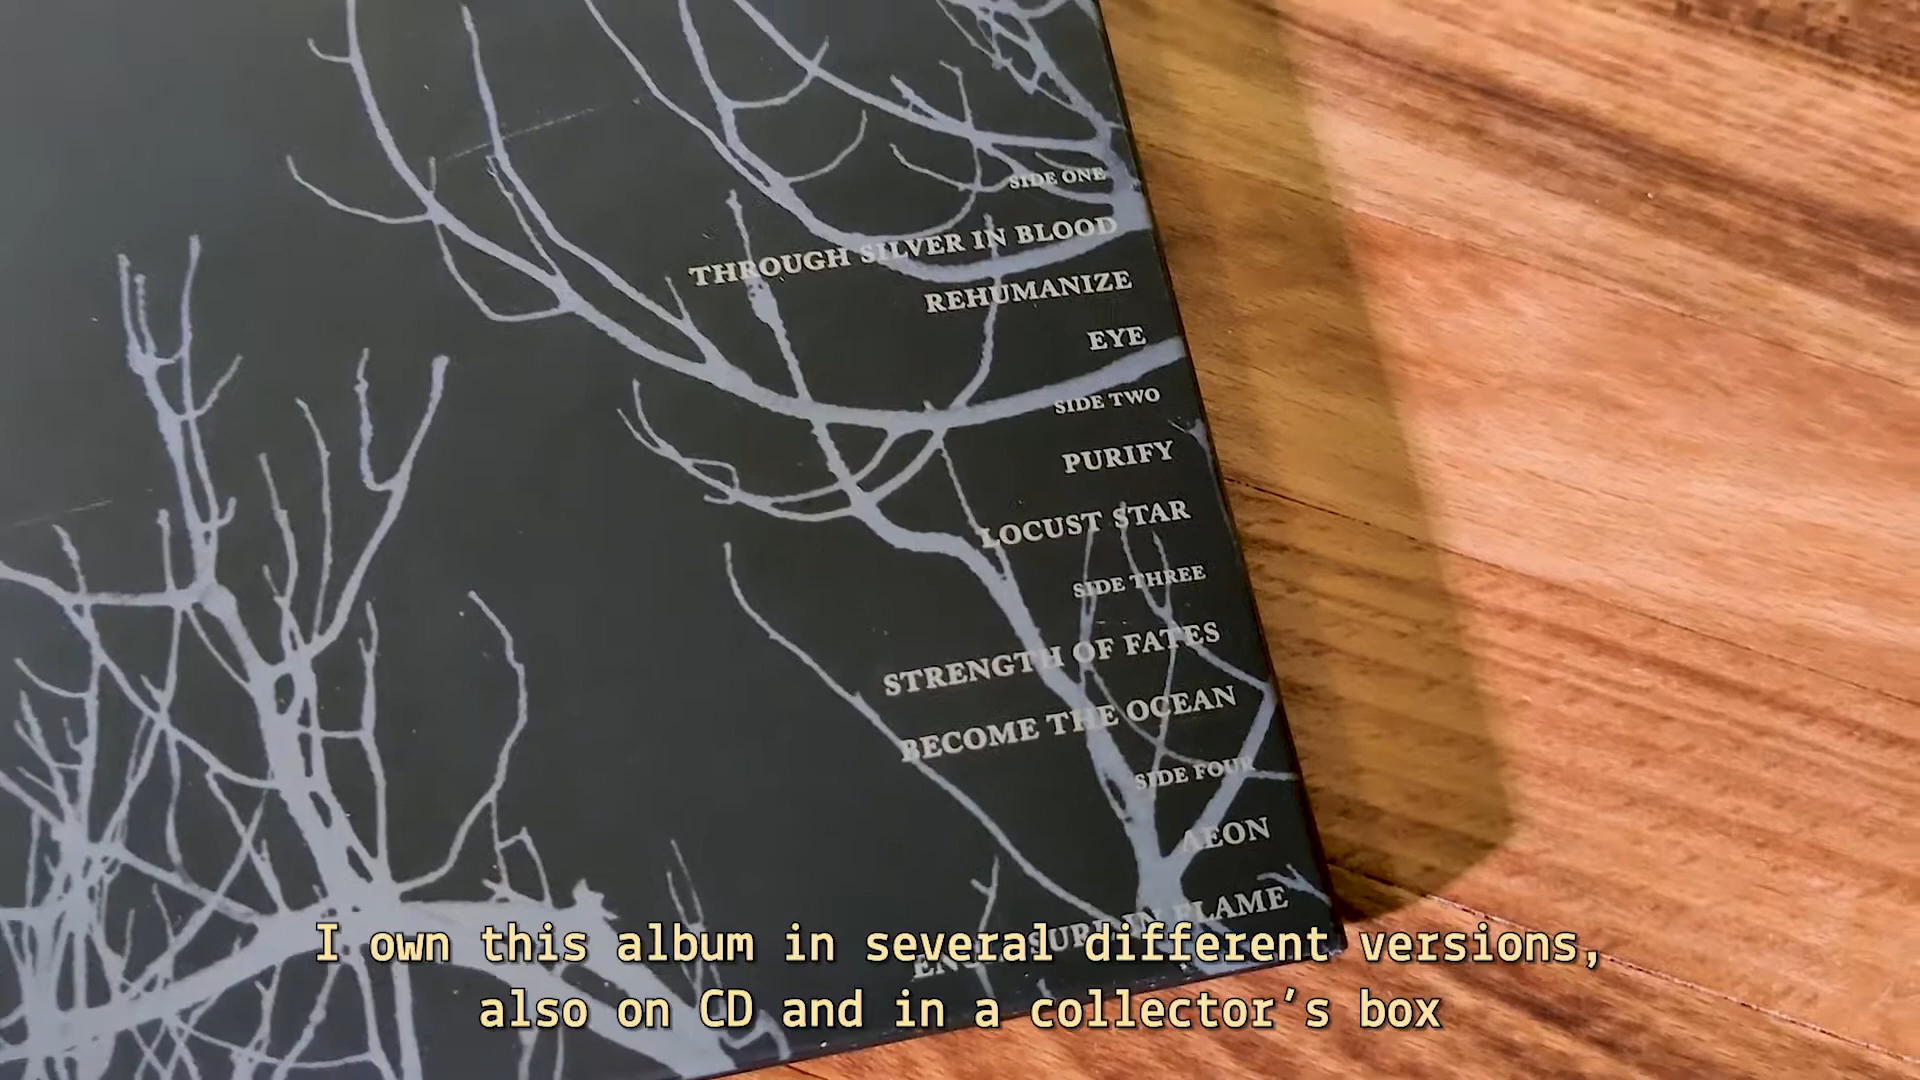 SIDE ONE
THROUGH SILVER IN BLOOD
REHUMANIZE
EYE
SIDE TWO
PURIFY
LOCUST STAR
SIDE THREE
STRENGTH OF FATES
BECOME THE OCEAN
SIDE FOUR
AEON
IN FLAME
I own this album in several different versions,
also on CD and in a collector's box